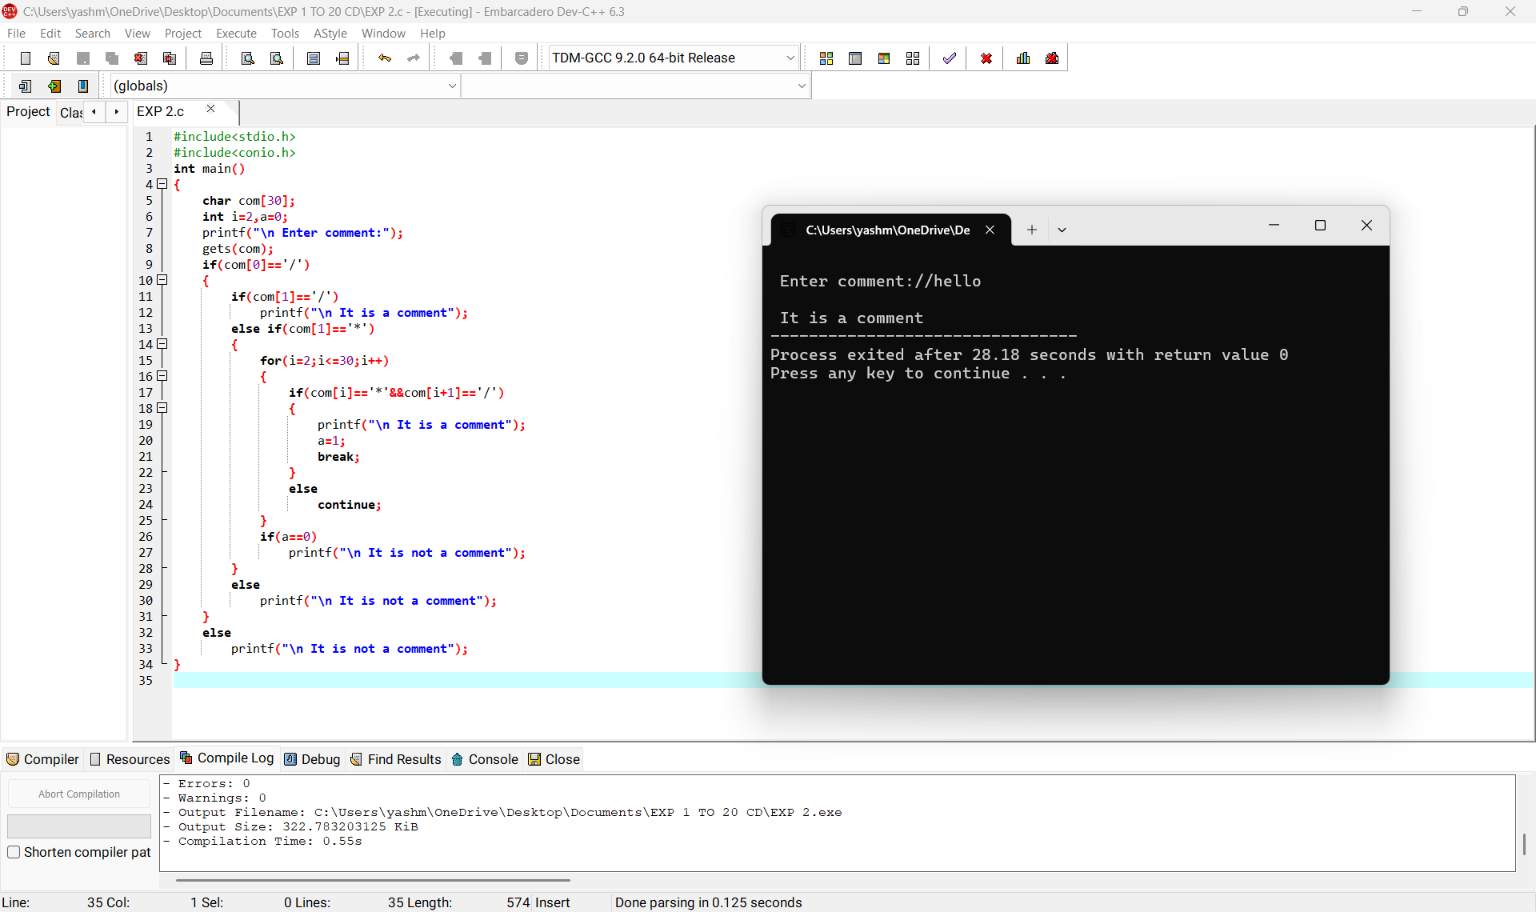 C:\Users\yashm\OneDrive\Desktop\Documents\EXP 1 TO 20 CD\EXP 2.c - [Executing] - Embarcadero Dev-C++ 6.3
File Edit Search View Project Execute Tools AStyle Window Help
TDM-GCC 9.2.0 64-bit Release
(globals)
Project Clas EXP 2.c
1 #include<stdio.h>
2 #include<conio.h>
3 int main()
4 {
5 char com[30];
6 int i=2,a=0;
7 printf("\n Enter comment:");
8 gets(com);
9 if(com[0]=='/')
10 {
11 if(com[1]=='/')
12 printf("\n It is a comment");
13 else if(com[1]=='*')
14 {
15 for(i=2;i<=30;i++)
16 {
17 if(com[i]=='*'&&com[i+1]=='/')
18 {
19 printf("\n It is a comment");
20 a=1;
21 break;
22 }
23 else
24 continue;
25 }
26 if(a==0)
27 printf("\n It is not a comment");
28 }
29 else
30 printf("\n It is not a comment");
31 }
32 else
33 printf("\n It is not a comment");
34 }
35
C:\Users\yashm\OneDrive\De
Enter comment://hello
It is a comment
--------------------------------
Process exited after 28.18 seconds with return value 0
Press any key to continue . . .
Compiler Resources Compile Log Debug Find Results Console Close
Abort Compilation
Shorten compiler pat
- Errors: 0
- Warnings: 0
- Output Filename: C:\Users\yashm\OneDrive\Desktop\Documents\EXP 1 TO 20 CD\EXP 2.exe
- Output Size: 322.783203125 KiB
- Compilation Time: 0.55s
Line: 35 Col: 1 Sel: 0 Lines: 35 Length: 574 Insert Done parsing in 0.125 seconds